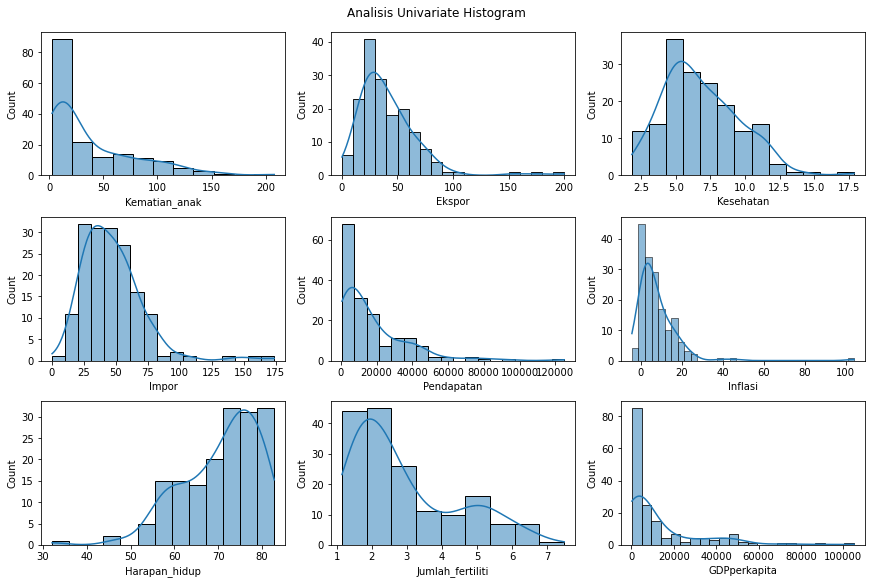 Analisis Univariate Histogram
Count
80
60
40
20
0
0 50 100 150 200
Kematian_anak
Count
40
30
20
10
0
0 50 100 150 200
Ekspor
Count
30
20
10
0
2.5 5.0 7.5 10.0 12.5 15.0 17.5
Kesehatan
Count
30
25
20
15
10
5
0
0 25 50 75 100 125 150 175
Impor
Count
60
40
20
0
0 20000 40000 60000 80000 100000 120000
Pendapatan
Count
40
30
20
10
0
0 20 40 60 80 100
Inflasi
Count
30
25
20
15
10
5
0
30 40 50 60 70 80
Harapan_hidup
Count
40
30
20
10
0
1 2 3 4 5 6 7
Jumlah_fertiliti
Count
80
60
40
20
0
0 20000 40000 60000 80000 100000
GDPperkapita